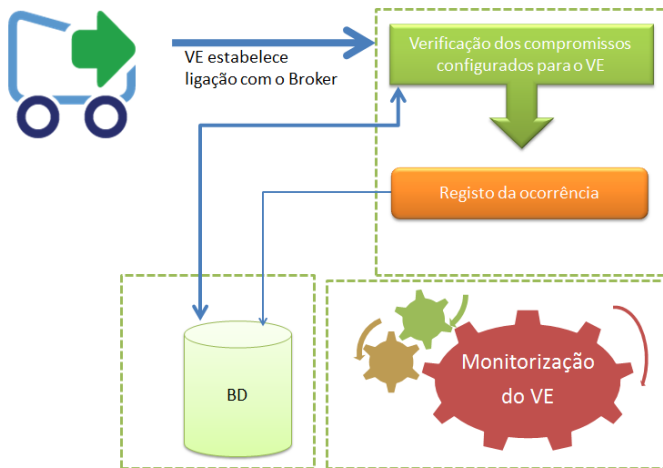 VE estabelece
ligação com o Broker
Verificação dos compromissos
configurados para o VE
Registo da ocorrência
BD
Monitorização
do VE